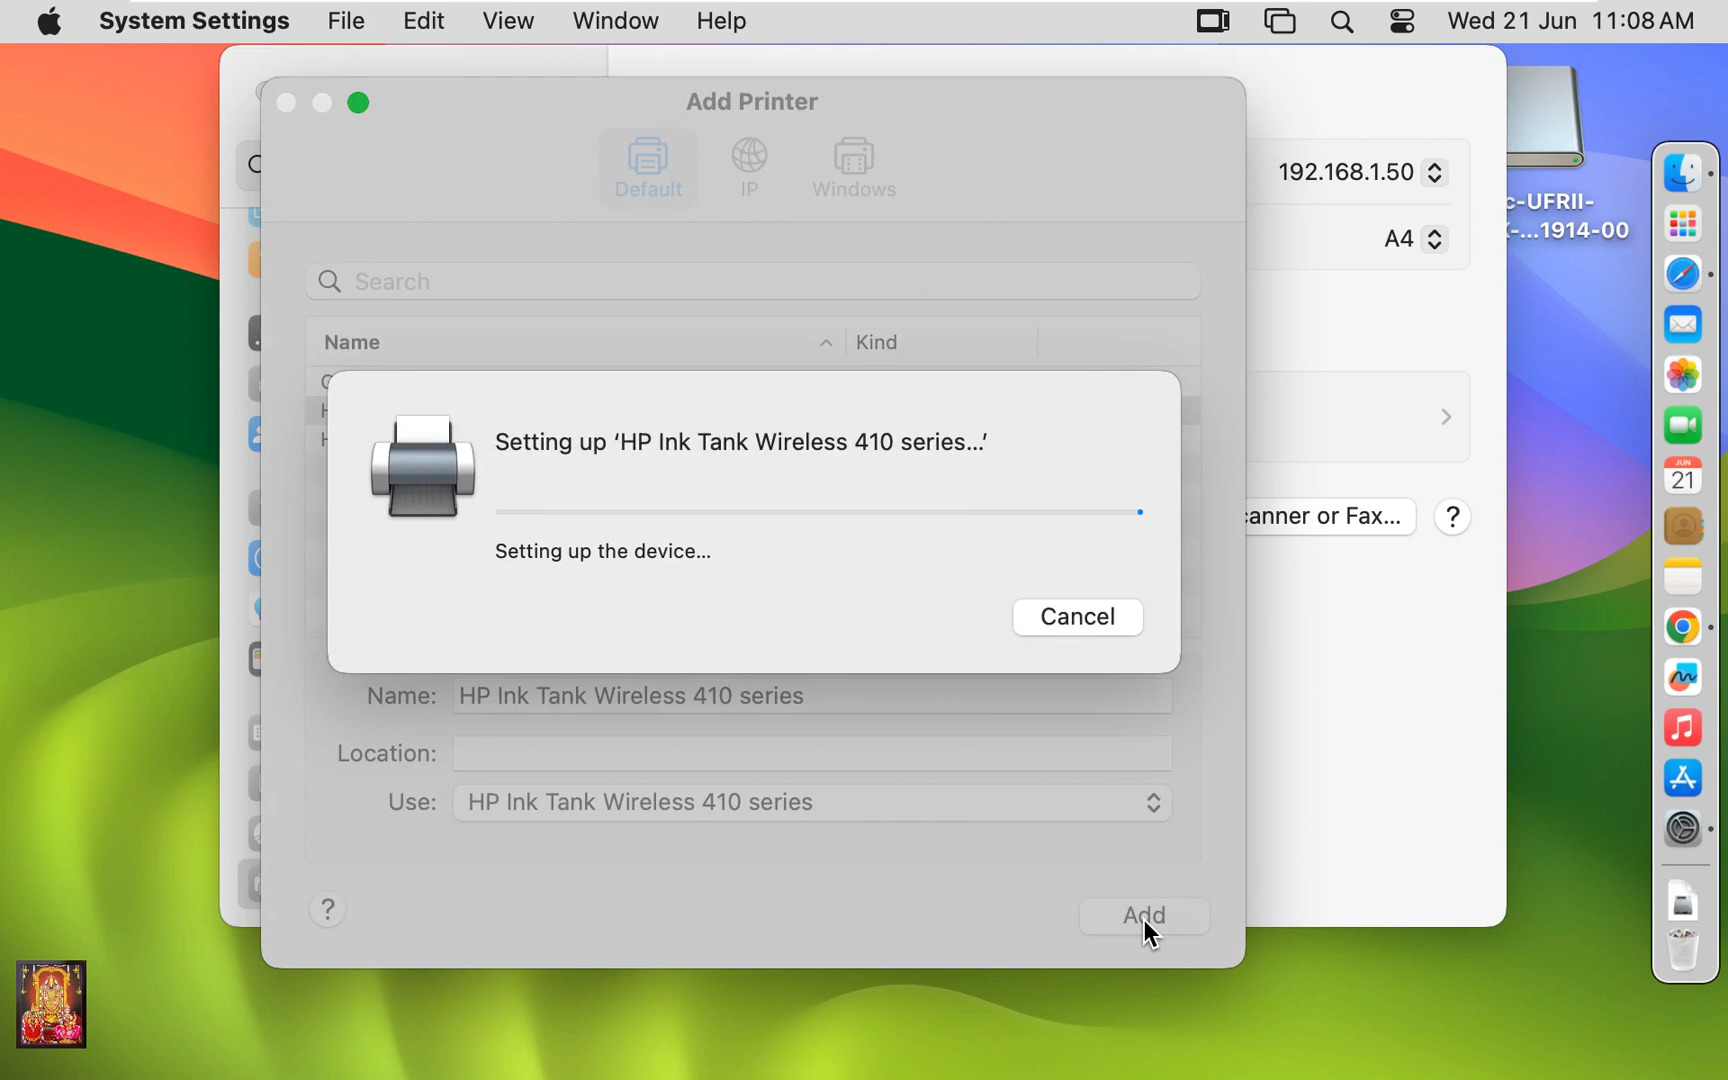 System Settings File Edit View Window Help Wed 21 Jun 11:08 AM
Add Printer
Default IP Windows
192.168.1.50
A4
c-UFRII-
-...1914-00
Search
Name Kind
Setting up ‘HP Ink Tank Wireless 410 series...’
Setting up the device...
Cancel
canner or Fax... ?
JUN
21
Name: HP Ink Tank Wireless 410 series
Location:
Use: HP Ink Tank Wireless 410 series
? Add